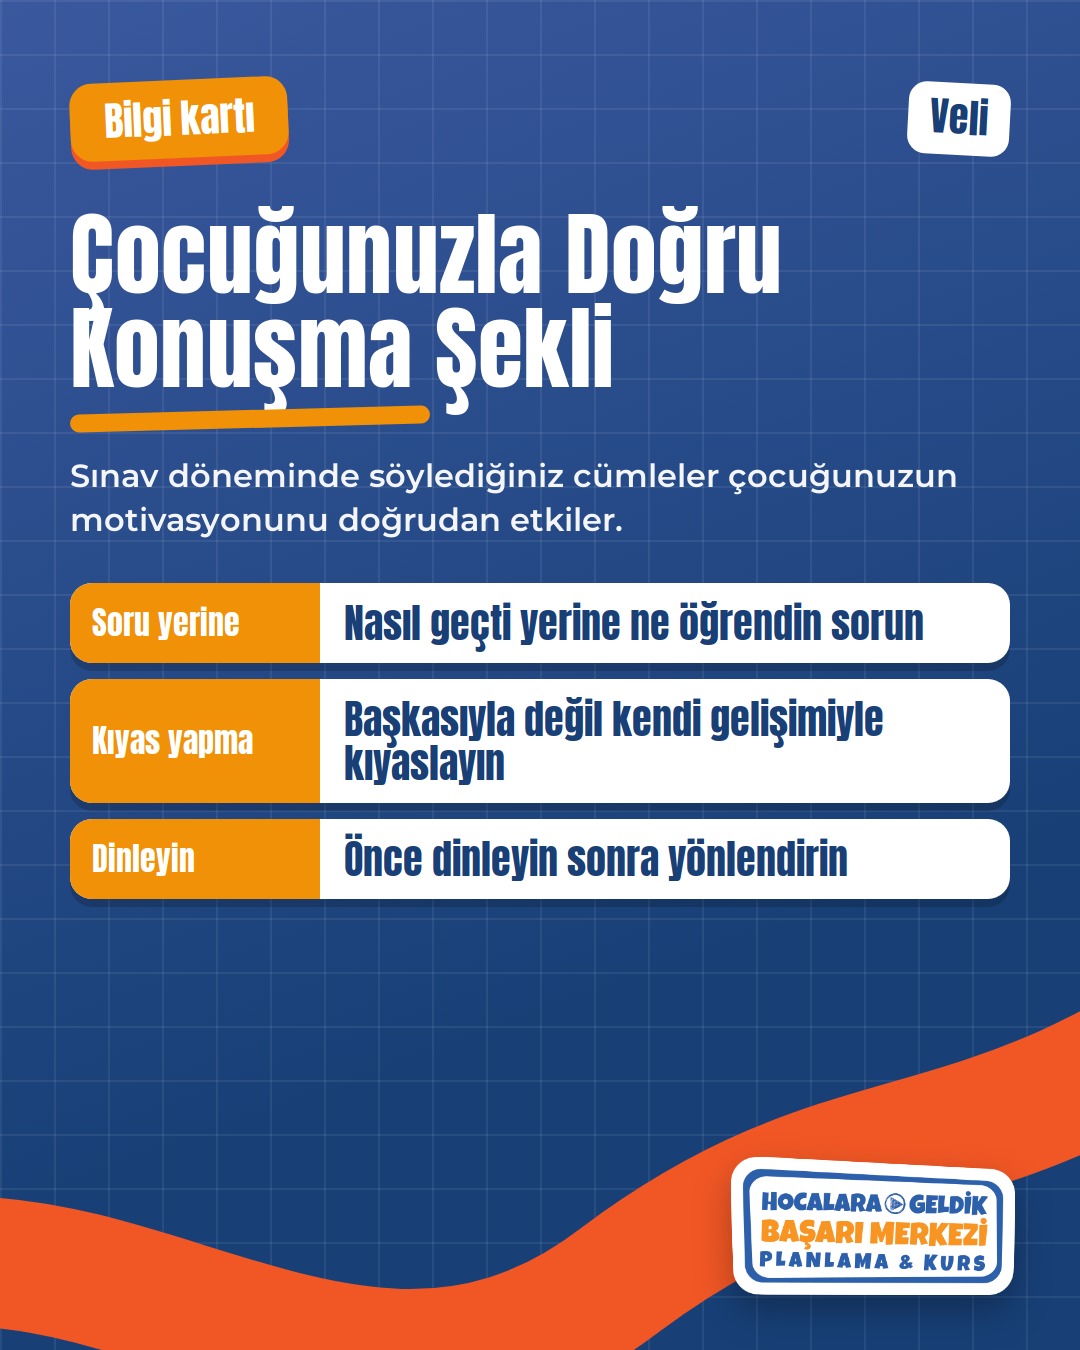 Bilgi kartı
Veli
Çocuğunuzla Doğru
Konuşma Şekli
Sınav döneminde söylediğiniz cümleler çocuğunuzun
motivasyonunu doğrudan etkiler.
Soru yerine
Nasıl geçti yerine ne öğrendin sorun
Kıyas yapma
Başkasıyla değil kendi gelişimiyle
kıyaslayın
Dinleyin
Önce dinleyin sonra yönlendirin
HOCALARA GELDİK
BAŞARI MERKEZİ
PLANLAMA & KURS